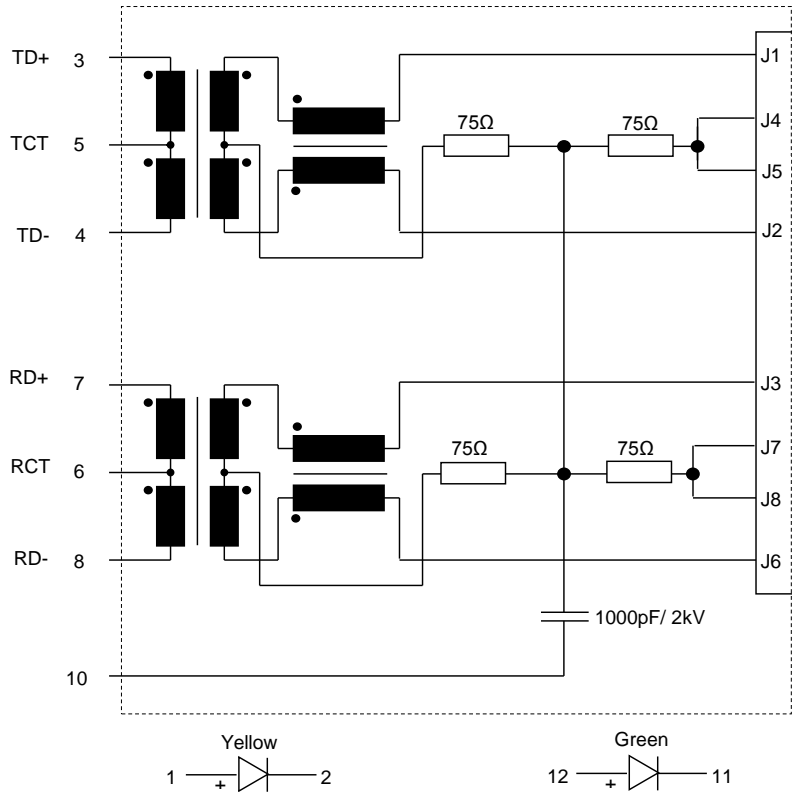 TD+ 3
J1
75Ω 75Ω
J4
TCT 5
J5
TD- 4
J2
RD+ 7
J3
75Ω 75Ω
J7
RCT 6
J8
RD- 8
J6
1000pF/ 2kV
10
Yellow
1 + 2
Green
12 + 11